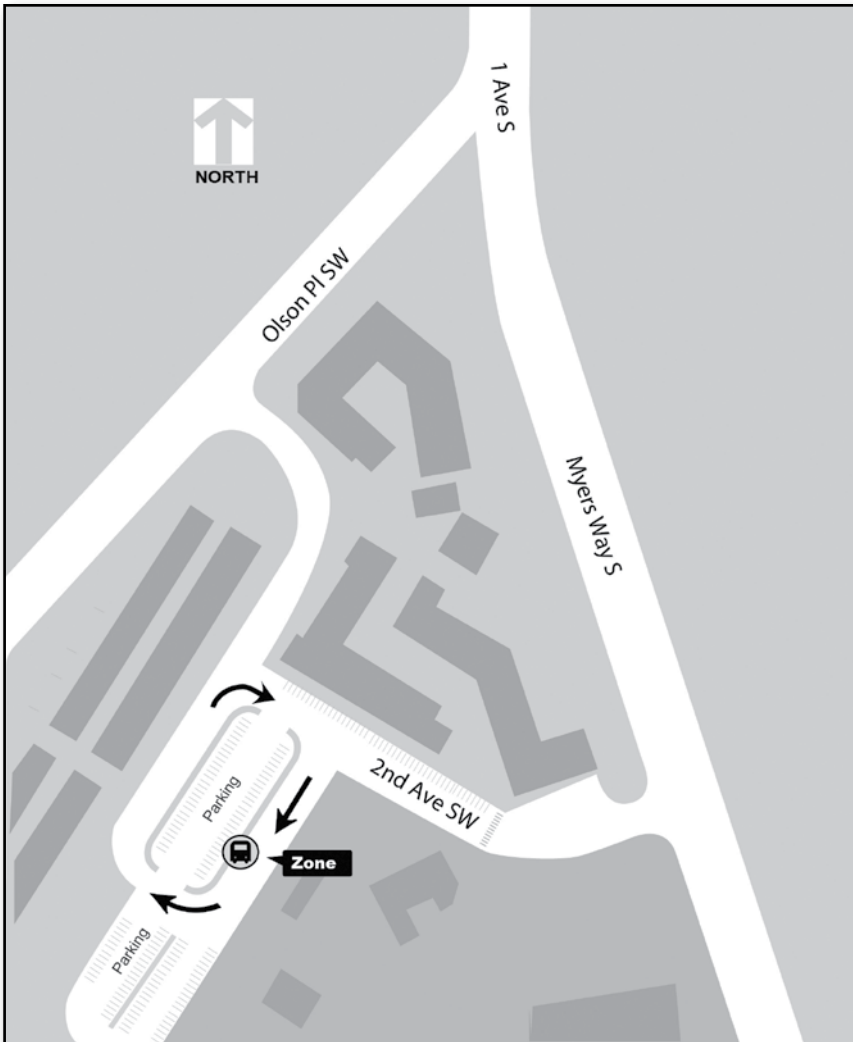 1 Ave S
NORTH
Olson Pl SW
Myers Way S
2nd Ave SW
Parking
Zone
Parking